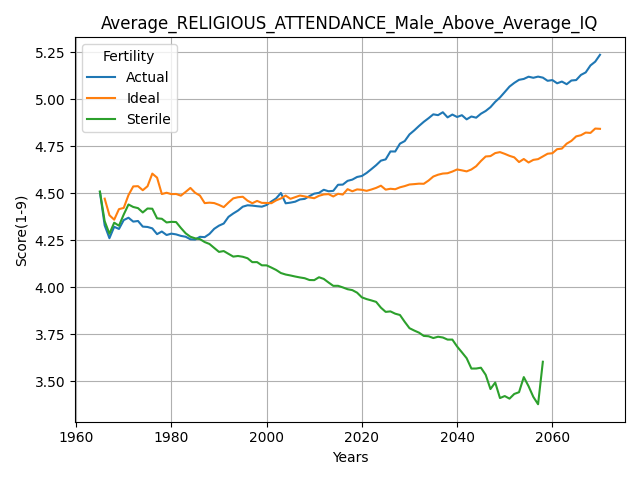 Average_RELIGIOUS_ATTENDANCE_Male_Above_Average_IQ
Fertility
Actual
Ideal
Sterile
Score(1-9)
5.25
5.00
4.75
4.50
4.25
4.00
3.75
3.50
1960 1980 2000 2020 2040 2060
Years